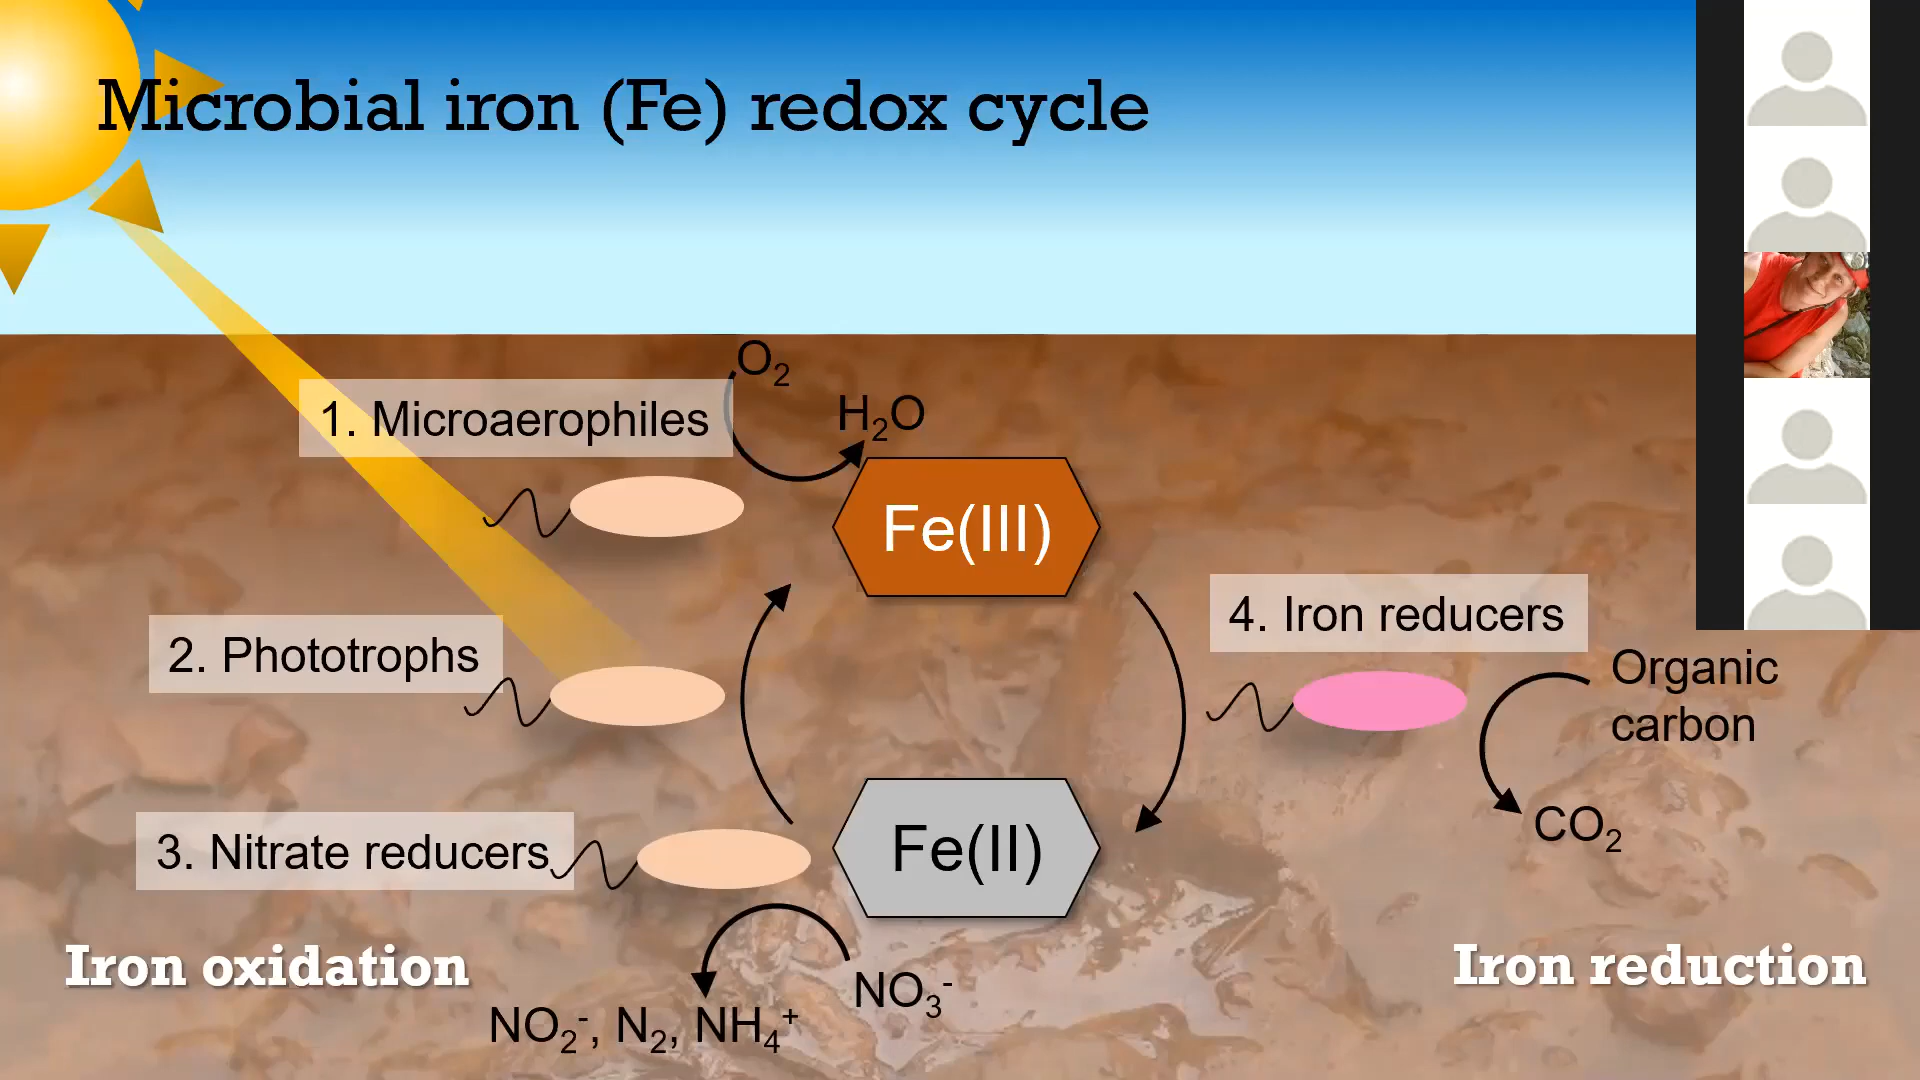 Microbial iron (Fe) redox cycle
O₂
1. Microaerophiles
H₂O
Fe(III)
4. Iron reducers
2. Phototrophs
Organic
carbon
CO₂
3. Nitrate reducers
Fe(II)
Iron oxidation
Iron reduction
NO₃⁻
NO₂⁻, N₂, NH₄⁺